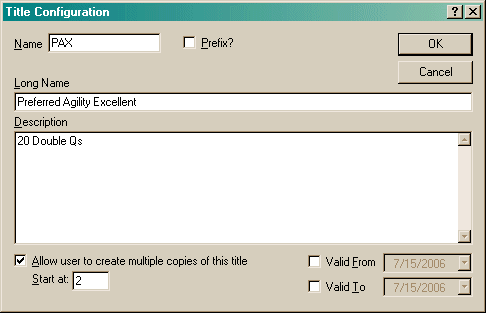 Title Configuration
Name PAX Prefix? OK
Cancel
Long Name
Preferred Agility Excellent
Description
20 Double Qs
Allow user to create multiple copies of this title Valid From 7/15/2006
Start at: 2 Valid To 7/15/2006